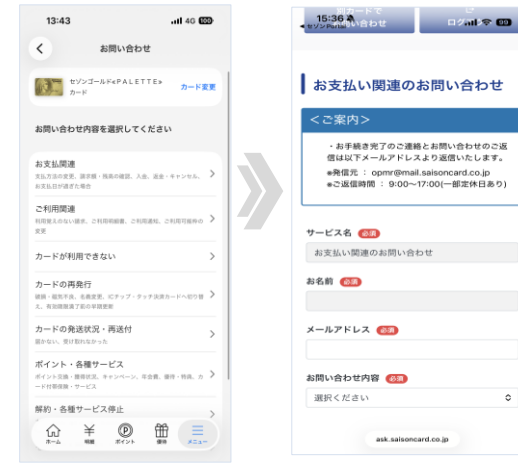 13:43
4G 100
お問い合わせ
セゾンゴールド«PALETTE»
カード
カード変更
お問い合わせ内容を選択してください
お支払関連
支払方法の変更、請求額・残高の確認、入金、返金・キャンセル、
お支払日が過ぎた場合
ご利用関連
利用覚えのない請求、ご利用明細書、ご利用通知、ご利用可能枠の
変更
カードが利用できない
カードの再発行
破損・磁気不良、名義変更、ICチップ・タッチ決済カードへ切り替
え、有効期限満了前の早期更新
カードの発送状況・再送付
届かない、受け取れなかった
ポイント・各種サービス
ポイント交換・獲得状況、キャンペーン、年会費、優待・特典、カ
ード付帯保険・サービス
解約・各種サービス停止
ホーム
明細
ポイント
優待
メニュー
15:36
別カードで
お問い合わせ
お支払い関連のお問い合わせ
<ご案内>
・お手続き完了のご連絡とお問い合わせのご返
信は以下メールアドレスより返信いたします。
※発信元 : opmr@mail.saisoncard.co.jp
※ご返信時間 : 9:00~17:00(一部定休日あり)
サービス名 必須
お支払い関連のお問い合わせ
お名前 必須
メールアドレス 必須
お問い合わせ内容 必須
選択ください
ask.saisoncard.co.jp